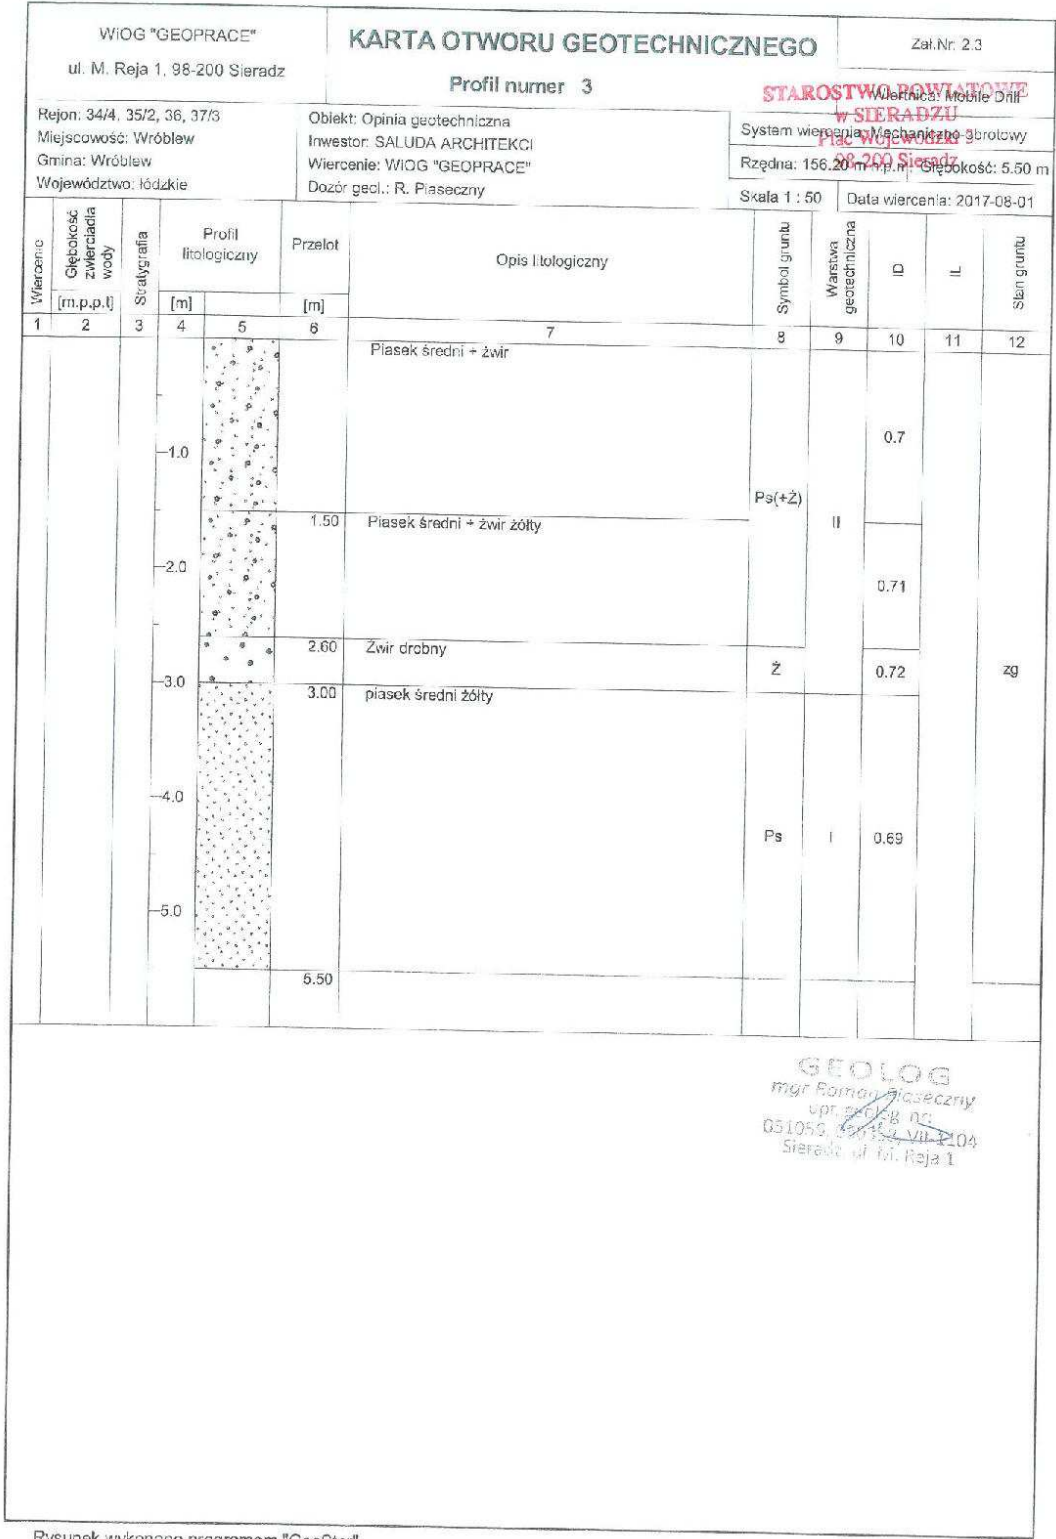 WiOG "GEOPRACE"
ul. M. Reja 1, 98-200 Sieradz
KARTA OTWORU GEOTECHNICZNEGO
Profil numer 3
Zał.Nr. 2.3
STAROSTWO POWIATOWE
w SIERADZU
Plac Wojewódzki 3
98-200 Sieradz
Wiertnica: Mobile Drill
Rejon: 34/4, 35/2, 36, 37/3
Miejscowość: Wróblew
Gmina: Wróblew
Województwo: łódzkie
Obiekt: Opinia geotechniczna
Inwestor: SALUDA ARCHITEKCI
Wiercenie: WIOG "GEOPRACE"
Dozór geol.: R. Piaseczny
System wiercenia: Mechaniczno-obrotowy
Rzędna: 156.20 m n.p.m. Głębokość: 5.50 m
Skala 1 : 50
Data wiercenia: 2017-08-01
Wiercenie
Głębokość zwierciadła wody
[m.p.p.t]
Stratygrafia
Profil litologiczny
[m]
Przelot
[m]
Opis litologiczny
Symbol gruntu
Warstwa geotechniczna
ID
IL
Stan gruntu
1 2 3 4 5 6 7 8 9 10 11 12
Piasek średni + żwir
0.7
1.0
Ps(+Ż)
1.50 Piasek średni + żwir żółty
II
2.0
0.71
2.60 Żwir drobny
Ż 0.72 zg
3.0
3.00 piasek średni żółty
4.0
Ps I 0.69
5.0
5.50
GEOLOG
mgr Roman Piaseczny
upr. geolog. nr.
Sieradz ul. M. Reja 1
Rysunek wykonano programem "GeoStar"